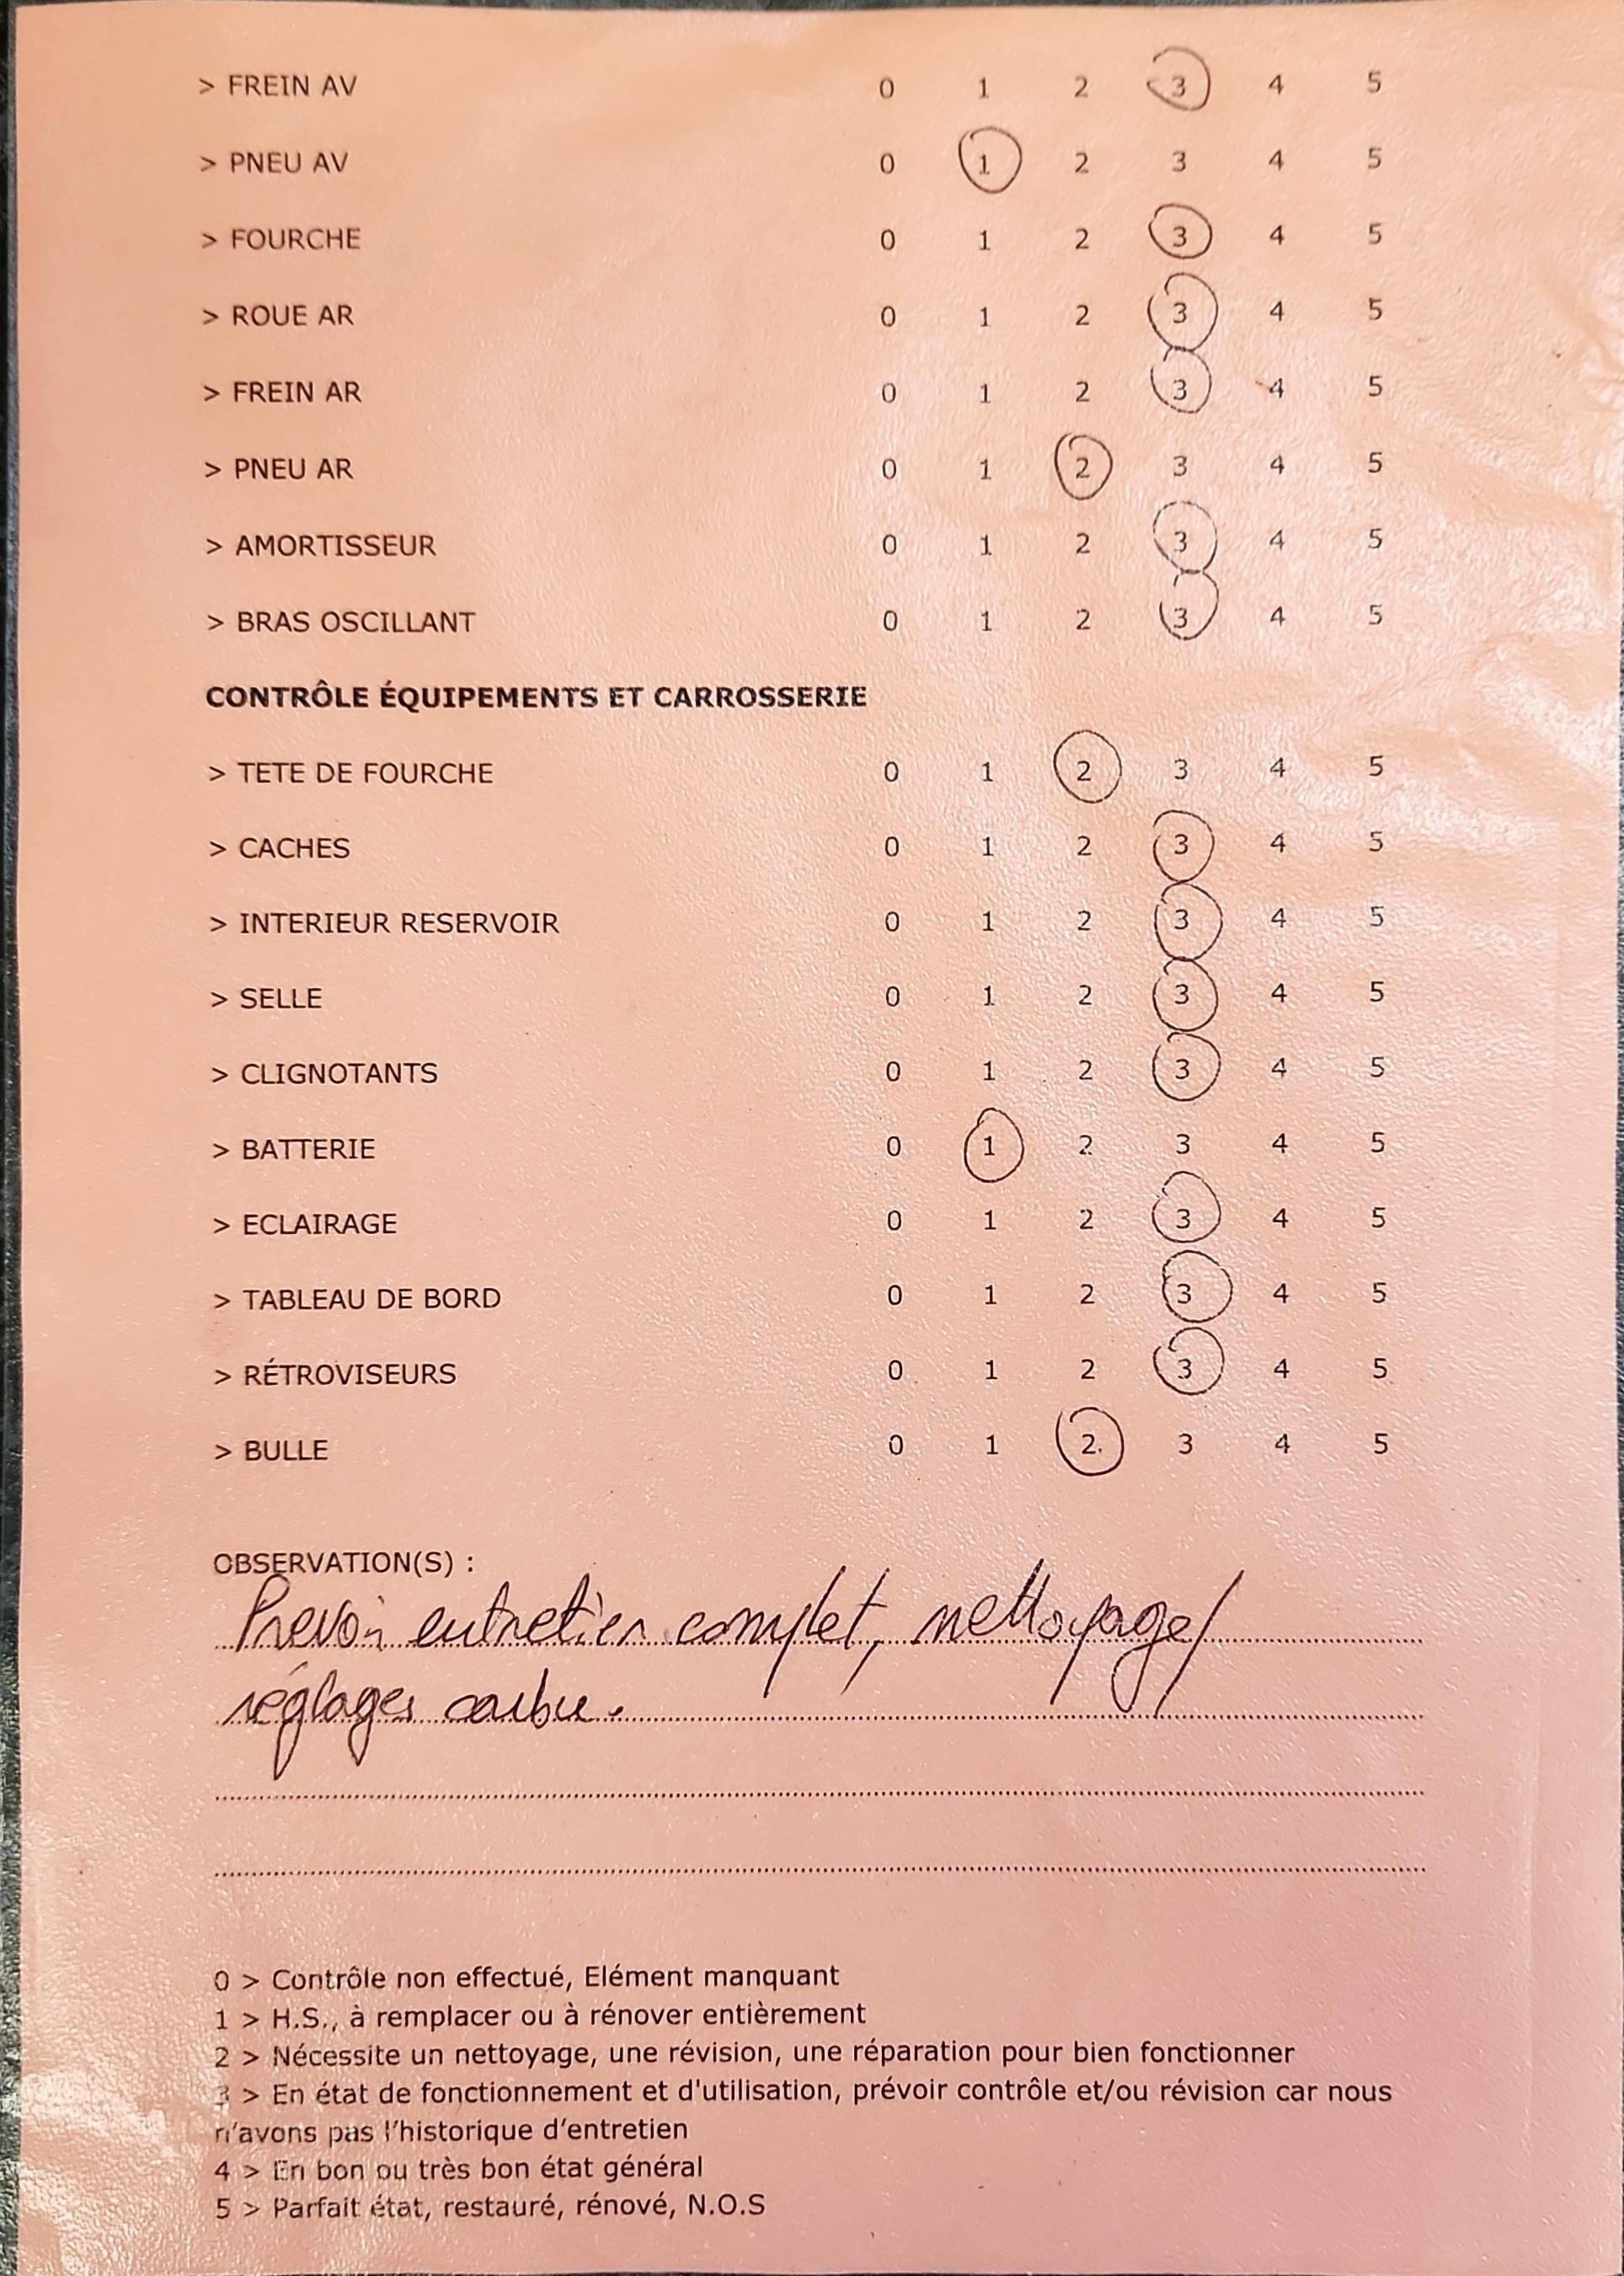 > FREIN AV 0 1 2 3 4 5
> PNEU AV 0 1 2 3 4 5
> FOURCHE 0 1 2 3 4 5
> ROUE AR 0 1 2 3 4 5
> FREIN AR 0 1 2 3 4 5
> PNEU AR 0 1 2 3 4 5
> AMORTISSEUR 0 1 2 3 4 5
> BRAS OSCILLANT 0 1 2 3 4 5
CONTRÔLE ÉQUIPEMENTS ET CARROSSERIE
> TETE DE FOURCHE 0 1 2 3 4 5
> CACHES 0 1 2 3 4 5
> INTERIEUR RESERVOIR 0 1 2 3 4 5
> SELLE 0 1 2 3 4 5
> CLIGNOTANTS 0 1 2 3 4 5
> BATTERIE 0 1 2 3 4 5
> ECLAIRAGE 0 1 2 3 4 5
> TABLEAU DE BORD 0 1 2 3 4 5
> RÉTROVISEURS 0 1 2 3 4 5
> BULLE 0 1 2 3 4 5
OBSERVATION(S) :
Prevoir entretien complet, nettoyage/
réglages carbu.
0 > Contrôle non effectué, Elément manquant
1 > H.S., à remplacer ou à rénover entièrement
2 > Nécessite un nettoyage, une révision, une réparation pour bien fonctionner
3 > En état de fonctionnement et d'utilisation, prévoir contrôle et/ou révision car nous
n'avons pas l'historique d'entretien
4 > En bon ou très bon état général
5 > Parfait état, restauré, rénové, N.O.S